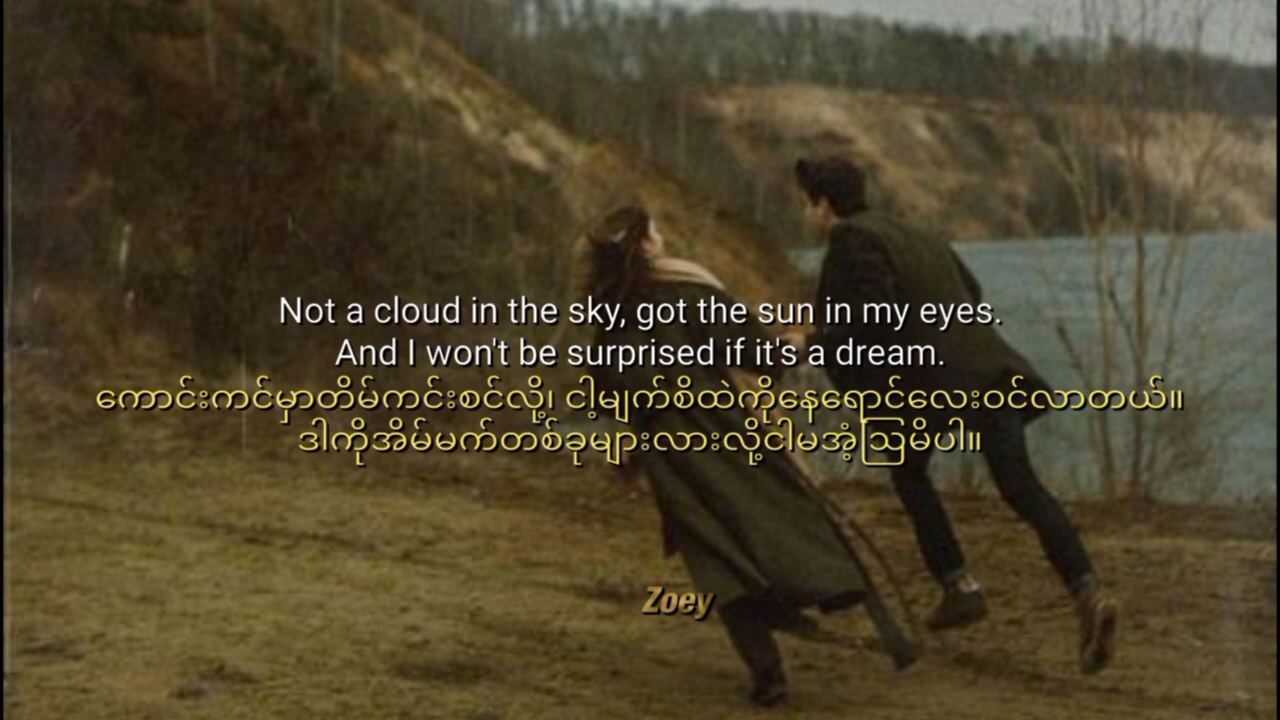 Not a cloud in the sky, got the sun in my eyes.
And I won't be surprised if it's a dream.
ကောင်းကင်မှာတိမ်ကင်းစင်လို့၊ ငါ့မျက်စိထဲကိုနေရောင်လေးဝင်လာတယ်။
ဒါကိုအိမ်မက်တစ်ခုများလားလို့ငါမအံ့ဩမိပါ။
Zoey